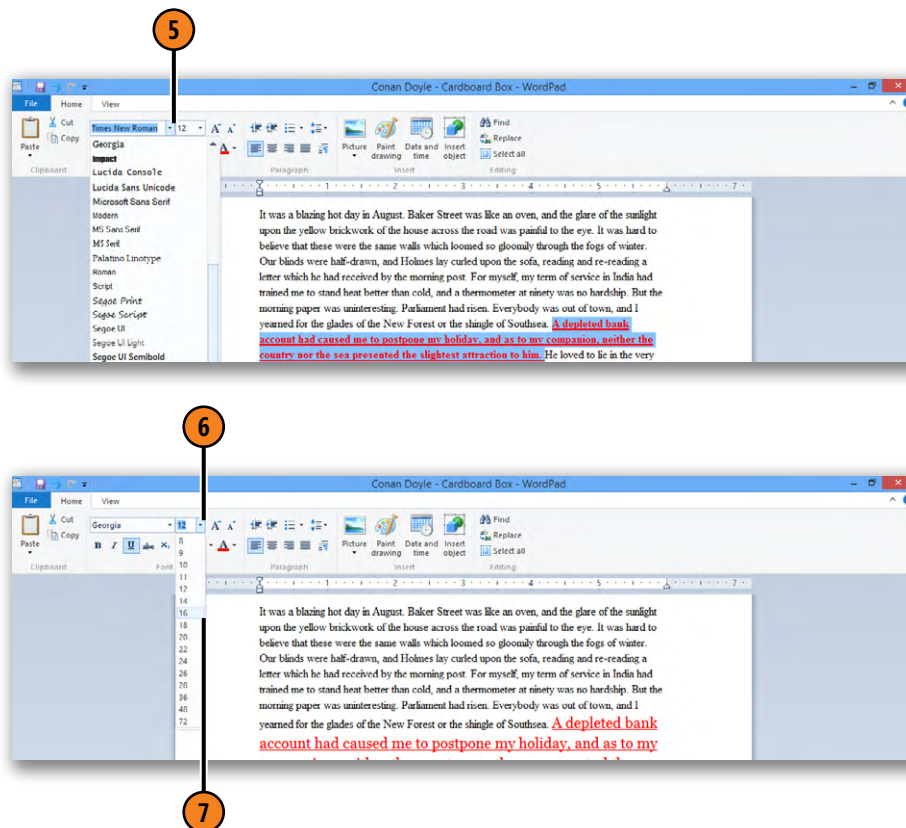 5
Conan Doyle - Cardboard Box - WordPad
File Home View
Cut
Copy
Paste
Clipboard
Times New Roman 12 A A
A
Paragraph
Picture Paint drawing Date and time Insert object
Insert
Find
Replace
Select all
Editing
Georgia
Impact
Lucida Console
Lucida Sans Unicode
Microsoft Sans Serif
Modern
MS Sans Serif
MS Serif
Palatino Linotype
Roman
Script
Segoe Print
Segoe Script
Segoe UI
Segoe UI Light
Segoe UI Semibold
1 2 3 4 5 7
It was a blazing hot day in August. Baker Street was like an oven, and the glare of the sunlight
upon the yellow brickwork of the house across the road was painful to the eye. It was hard to
believe that these were the same walls which loomed so gloomily through the fogs of winter.
Our blinds were half-drawn, and Holmes lay curled upon the sofa, reading and re-reading a
letter which he had received by the morning post. For myself, my term of service in India had
trained me to stand heat better than cold, and a thermometer at ninety was no hardship. But the
morning paper was uninteresting. Parliament had risen. Everybody was out of town, and I
yearned for the glades of the New Forest or the shingle of Southsea. A depleted bank
account had caused me to postpone my holiday, and as to my companion, neither the
country nor the sea presented the slightest attraction to him. He loved to lie in the very
6
Conan Doyle - Cardboard Box - WordPad
File Home View
Cut
Copy
Paste
Clipboard
Georgia 12 A A
B I U abc X, A
Font
Paragraph
Picture Paint drawing Date and time Insert object
Insert
Find
Replace
Select all
Editing
8
9
10
11
12
14
16
18
20
22
24
26
28
36
48
72
1 2 3 4 5 7
It was a blazing hot day in August. Baker Street was like an oven, and the glare of the sunlight
upon the yellow brickwork of the house across the road was painful to the eye. It was hard to
believe that these were the same walls which loomed so gloomily through the fogs of winter.
Our blinds were half-drawn, and Holmes lay curled upon the sofa, reading and re-reading a
letter which he had received by the morning post. For myself, my term of service in India had
trained me to stand heat better than cold, and a thermometer at ninety was no hardship. But the
morning paper was uninteresting. Parliament had risen. Everybody was out of town, and I
yearned for the glades of the New Forest or the shingle of Southsea. A depleted bank
account had caused me to postpone my holiday, and as to my
7